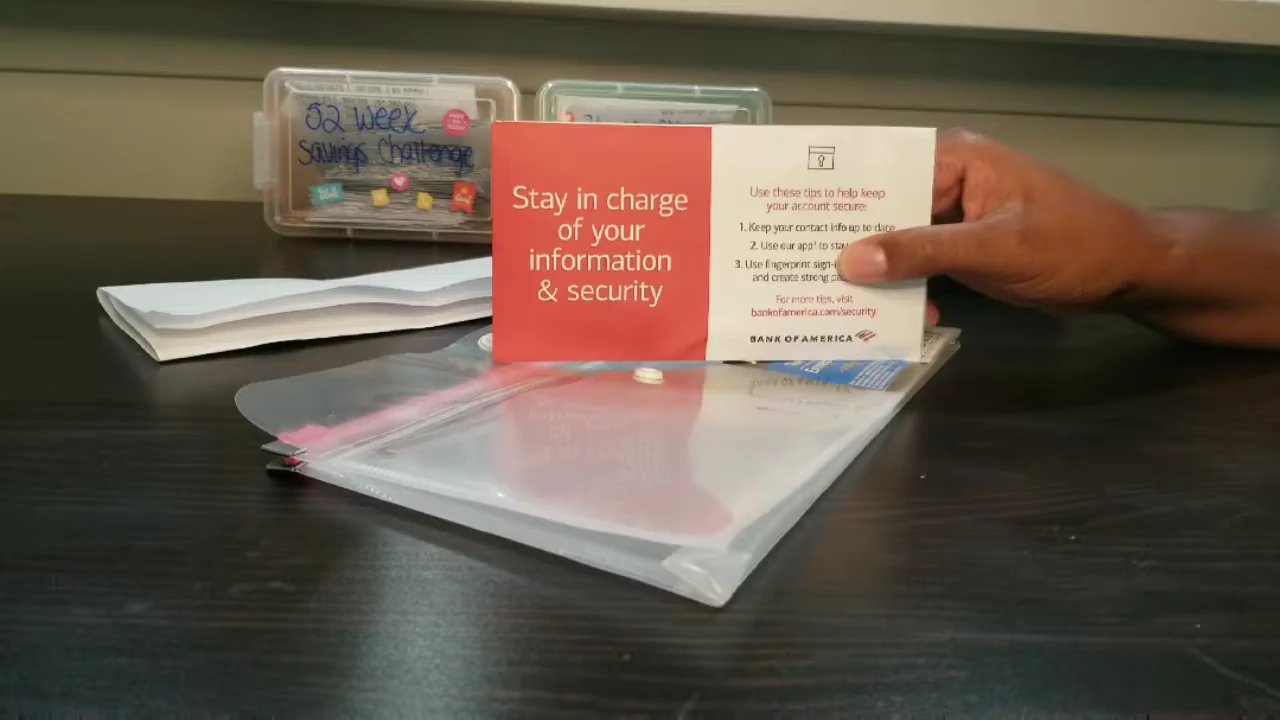 52 Week
Savings Challenge
Stay in charge
of your
information
& security
Use these tips to help keep
your account secure:
1. Keep your contact info up to date
2. Use our app¹ to stay
3. Use fingerprint sign-in
and create strong
For more tips, visit
bankofamerica.com/security
BANK OF AMERICA